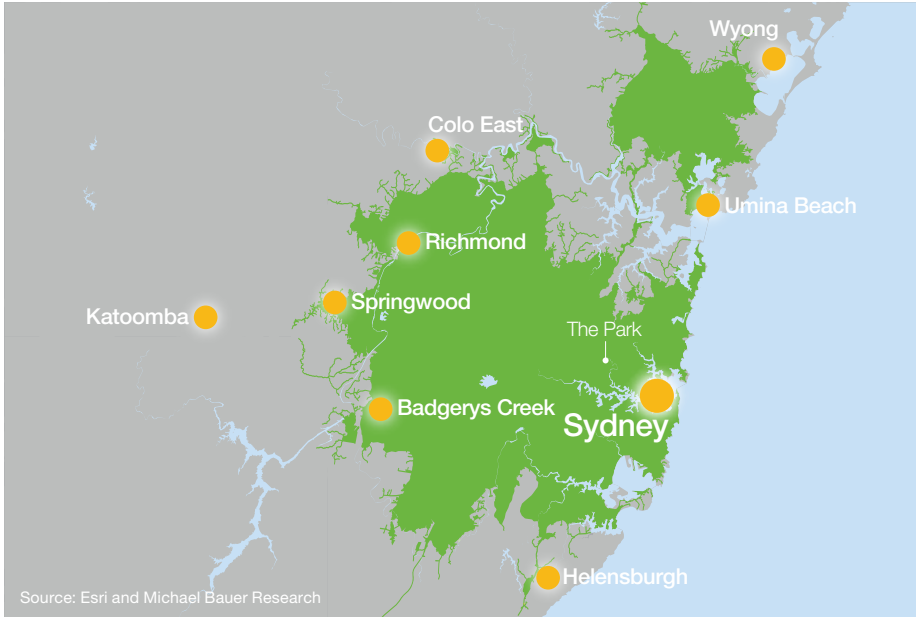 Wyong
Colo East
Umina Beach
Richmond
Springwood
Katoomba
The Park
Badgerys Creek
Sydney
Helensburgh
Source: Esri and Michael Bauer Research